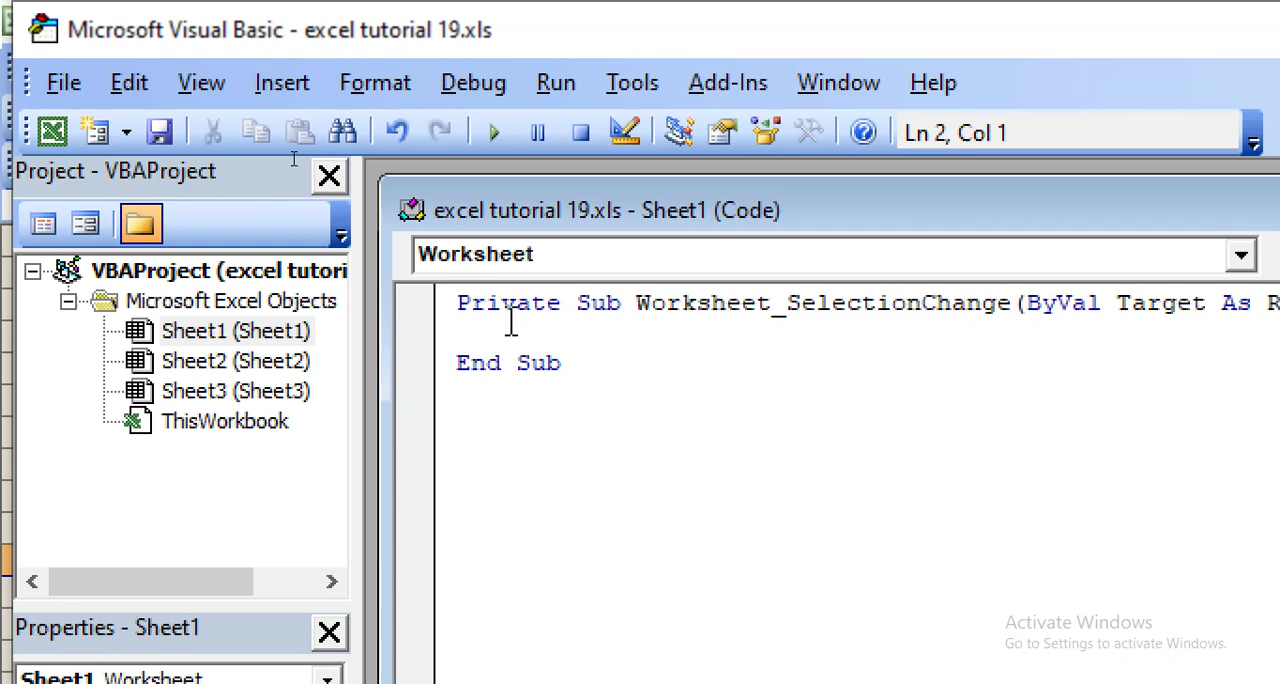 Microsoft Visual Basic - excel tutorial 19.xls
File Edit View Insert Format Debug Run Tools Add-Ins Window Help
Ln 2, Col 1
Project - VBAProject
excel tutorial 19.xls - Sheet1 (Code)
Worksheet
VBAProject (excel tutori
Microsoft Excel Objects
Sheet1 (Sheet1)
Sheet2 (Sheet2)
Sheet3 (Sheet3)
ThisWorkbook
Private Sub Worksheet_SelectionChange(ByVal Target As R
End Sub
Properties - Sheet1
Sheet1 Worksheet
Activate Windows
Go to Settings to activate Windows.